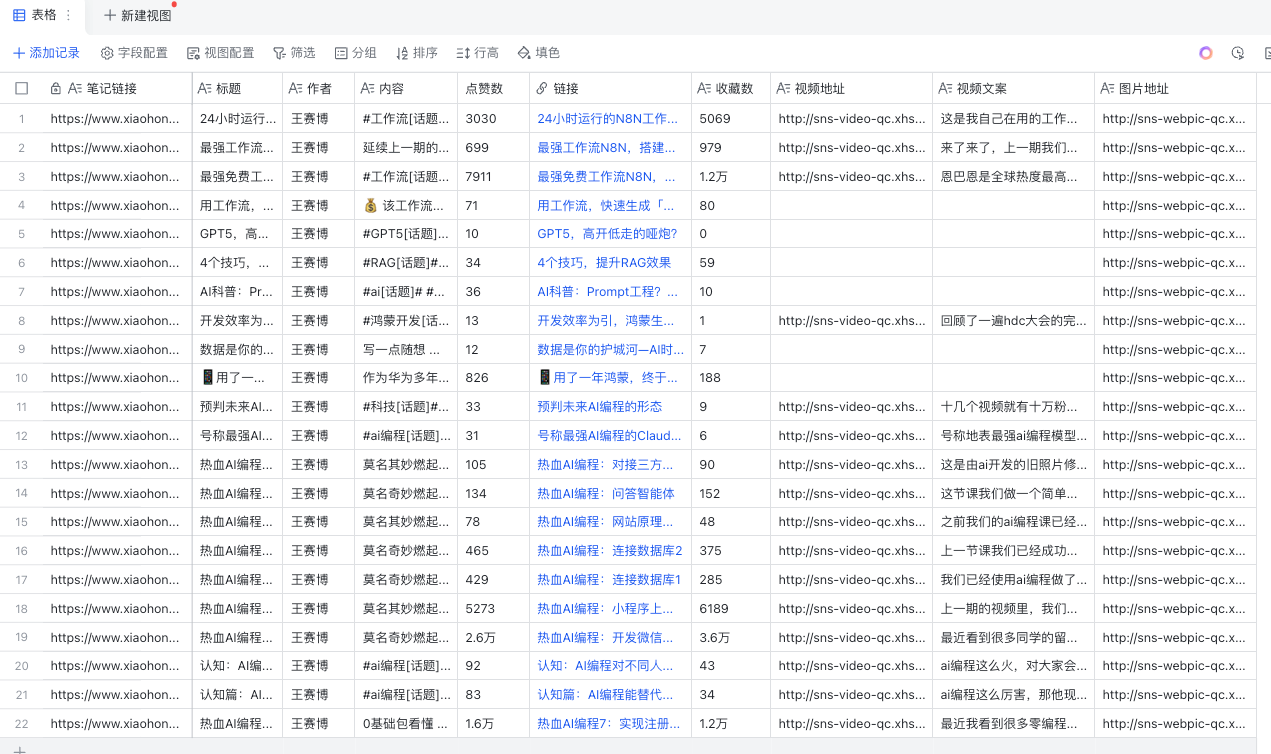 表格 新建视图
添加记录 字段配置 视图配置 筛选 分组 排序 行高 填色
笔记链接 标题 作者 内容 点赞数 链接 收藏数 视频地址 视频文案 图片地址
1 https://www.xiaohon... 24小时运行... 王赛博 #工作流[话题... 3030 24小时运行的N8N工作... 5069 http://sns-video-qc.xhs... 这是我自己在用的工作... http://sns-webpic-qc.x...
2 https://www.xiaohon... 最强工作流... 王赛博 延续上一期的... 699 最强工作流N8N，搭建... 979 http://sns-video-qc.xhs... 来了来了，上一期我们... http://sns-webpic-qc.x...
3 https://www.xiaohon... 最强免费工... 王赛博 #工作流[话题... 7911 最强免费工作流N8N，... 1.2万 http://sns-video-qc.xhs... 恩巴恩是全球热度最高... http://sns-webpic-qc.x...
4 https://www.xiaohon... 用工作流，... 王赛博 💰 该工作流... 71 用工作流，快速生成「... 80 http://sns-webpic-qc.x...
5 https://www.xiaohon... GPT5，高... 王赛博 #GPT5[话题]... 10 GPT5，高开低走的哑炮? 0 http://sns-webpic-qc.x...
6 https://www.xiaohon... 4个技巧，... 王赛博 #RAG[话题]#... 34 4个技巧，提升RAG效果 59 http://sns-webpic-qc.x...
7 https://www.xiaohon... AI科普：Pr... 王赛博 #ai[话题]# #... 36 AI科普：Prompt工程？... 10 http://sns-webpic-qc.x...
8 https://www.xiaohon... 开发效率为... 王赛博 #鸿蒙开发[话... 13 开发效率为引，鸿蒙生... 1 http://sns-video-qc.xhs... 回顾了一遍hdc大会的完... http://sns-webpic-qc.x...
9 https://www.xiaohon... 数据是你的... 王赛博 写一点随想 ... 12 数据是你的护城河—AI时... 7 http://sns-webpic-qc.x...
10 https://www.xiaohon... 📱用了一... 王赛博 作为华为多年... 826 📱用了一年鸿蒙，终于... 188 http://sns-webpic-qc.x...
11 https://www.xiaohon... 预判未来AI... 王赛博 #科技[话题]#... 33 预判未来AI编程的形态 9 http://sns-video-qc.xhs... 十几个视频就有十万粉... http://sns-webpic-qc.x...
12 https://www.xiaohon... 号称最强AI... 王赛博 #ai编程[话题]... 31 号称最强AI编程的Claud... 6 http://sns-video-qc.xhs... 号称地表最强ai编程模型... http://sns-webpic-qc.x...
13 https://www.xiaohon... 热血AI编程... 王赛博 莫名其妙燃起... 105 热血AI编程：对接三方... 90 http://sns-video-qc.xhs... 这是由ai开发的旧照片修... http://sns-webpic-qc.x...
14 https://www.xiaohon... 热血AI编程... 王赛博 莫名奇妙燃起... 134 热血AI编程：问答智能体 152 http://sns-video-qc.xhs... 这节课我们做一个简单... http://sns-webpic-qc.x...
15 https://www.xiaohon... 热血AI编程... 王赛博 莫名其妙燃起... 78 热血AI编程：网站原理... 48 http://sns-video-qc.xhs... 之前我们的ai编程课已经... http://sns-webpic-qc.x...
16 https://www.xiaohon... 热血AI编程... 王赛博 莫名奇妙燃起... 465 热血AI编程：连接数据库2 375 http://sns-video-qc.xhs... 上一节课我们已经成功... http://sns-webpic-qc.x...
17 https://www.xiaohon... 热血AI编程... 王赛博 莫名奇妙燃起... 429 热血AI编程：连接数据库1 285 http://sns-video-qc.xhs... 我们已经使用ai编程做了... http://sns-webpic-qc.x...
18 https://www.xiaohon... 热血AI编程... 王赛博 莫名其妙燃起... 5273 热血AI编程：小程序上... 6189 http://sns-video-qc.xhs... 上一期的视频里，我们... http://sns-webpic-qc.x...
19 https://www.xiaohon... 热血AI编程... 王赛博 莫名奇妙燃起... 2.6万 热血AI编程：开发微信... 3.6万 http://sns-video-qc.xhs... 最近看到很多同学的留... http://sns-webpic-qc.x...
20 https://www.xiaohon... 认知：AI编... 王赛博 #ai编程[话题]... 92 认知：AI编程对不同人... 43 http://sns-video-qc.xhs... ai编程这么火，对大家会... http://sns-webpic-qc.x...
21 https://www.xiaohon... 认知篇：AI... 王赛博 #ai编程[话题]... 83 认知篇：AI编程能替代... 34 http://sns-video-qc.xhs... ai编程这么厉害，那他现... http://sns-webpic-qc.x...
22 https://www.xiaohon... 热血AI编程... 王赛博 0基础包看懂 ... 1.6万 热血AI编程7：实现注册... 1.2万 http://sns-video-qc.xhs... 最近我看到很多零编程... http://sns-webpic-qc.x...